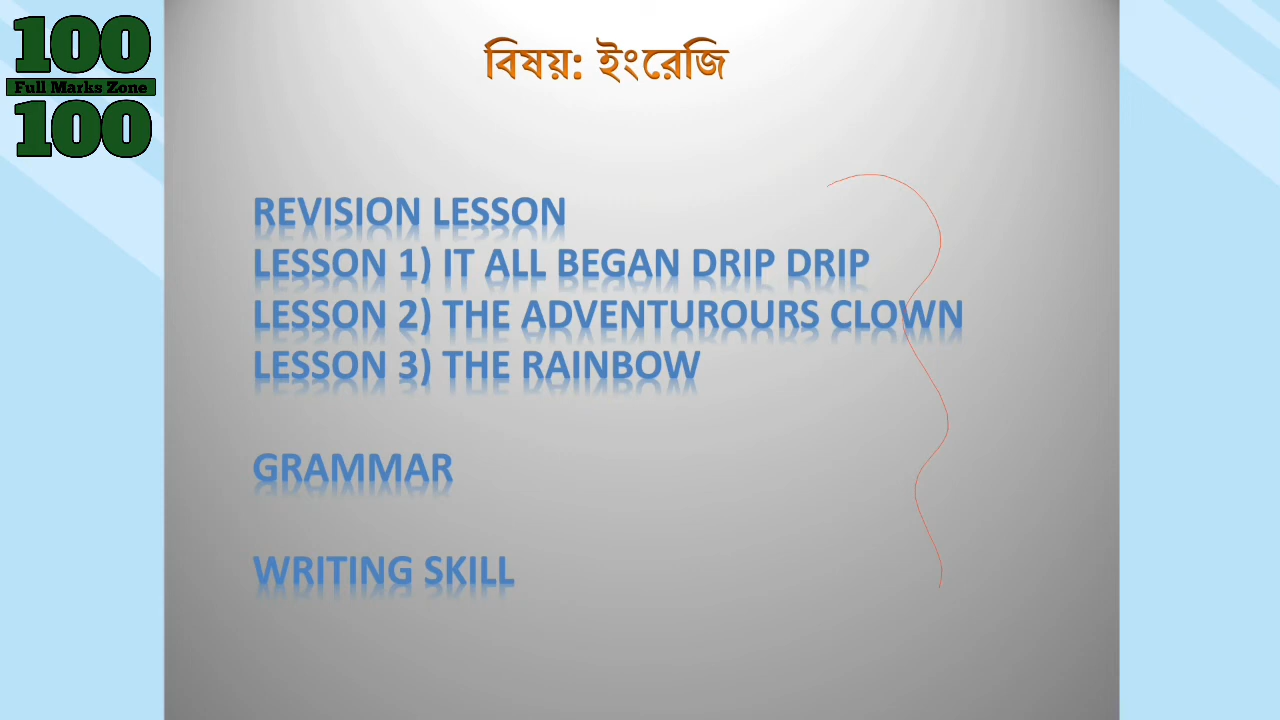 100
Full Marks Zone
100
বিষয়: ইংরেজি
REVISION LESSON
LESSON 1) IT ALL BEGAN DRIP DRIP
LESSON 2) THE ADVENTUROURS CLOWN
LESSON 3) THE RAINBOW
GRAMMAR
WRITING SKILL